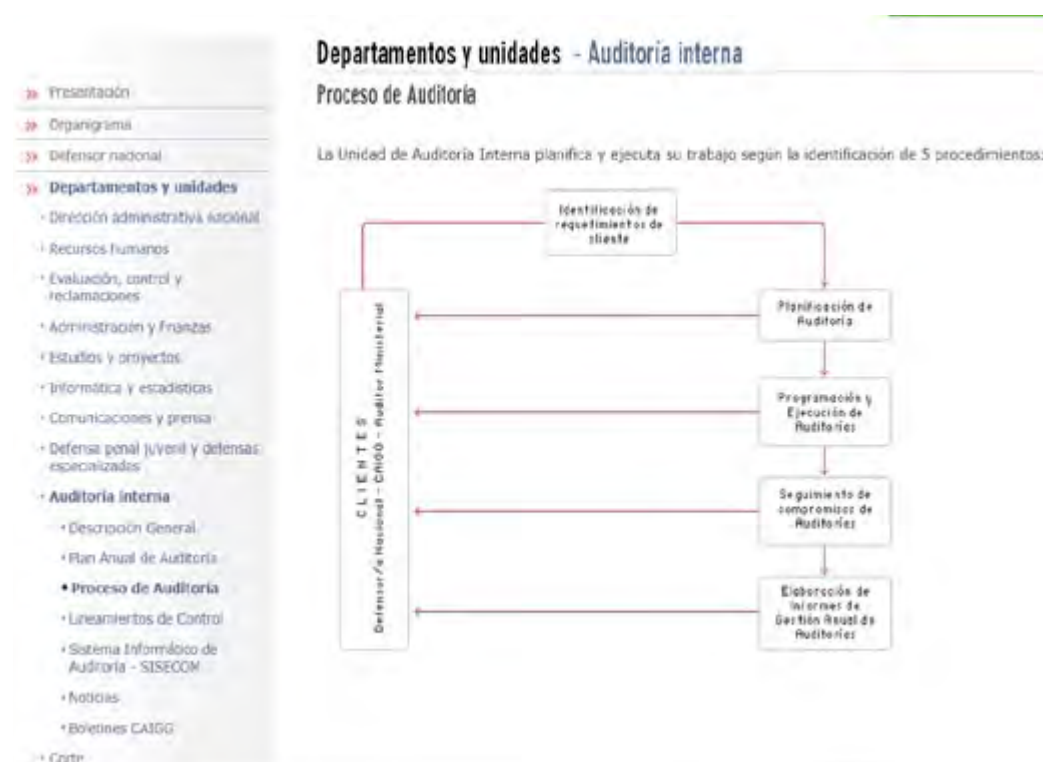 Departamentos y unidades - Auditoría interna
Proceso de Auditoría
La Unidad de Auditoría Interna planifica y ejecuta su trabajo según la identificación de 5 procedimientos:
Presentación
Organigrama
Defensor nacional
Departamentos y unidades
Dirección administrativa nacional
Recursos humanos
Evaluación, control y
reclamaciones
Administración y Finanzas
Estudios y proyectos
Informática y estadísticas
Comunicaciones y prensa
Defensa penal juvenil y defensas
especializadas
Auditoría interna
Descripción General
Plan Anual de Auditoría
Proceso de Auditoría
Lineamientos de Control
Sistema Informático de
Auditoría - SISECOM
Noticias
Boletines CAIGG
Corte
Identificación de
requerimientos de
cliente
CLIENTES
Defensor/a Nacional - CAIGG - Auditor Ministerial
Planificación de
Auditoría
Programación y
Ejecución de
Auditorías
Seguimiento de
compromisos de
Auditorías
Elaboración de
Informes de
Gestión Anual de
Auditorías